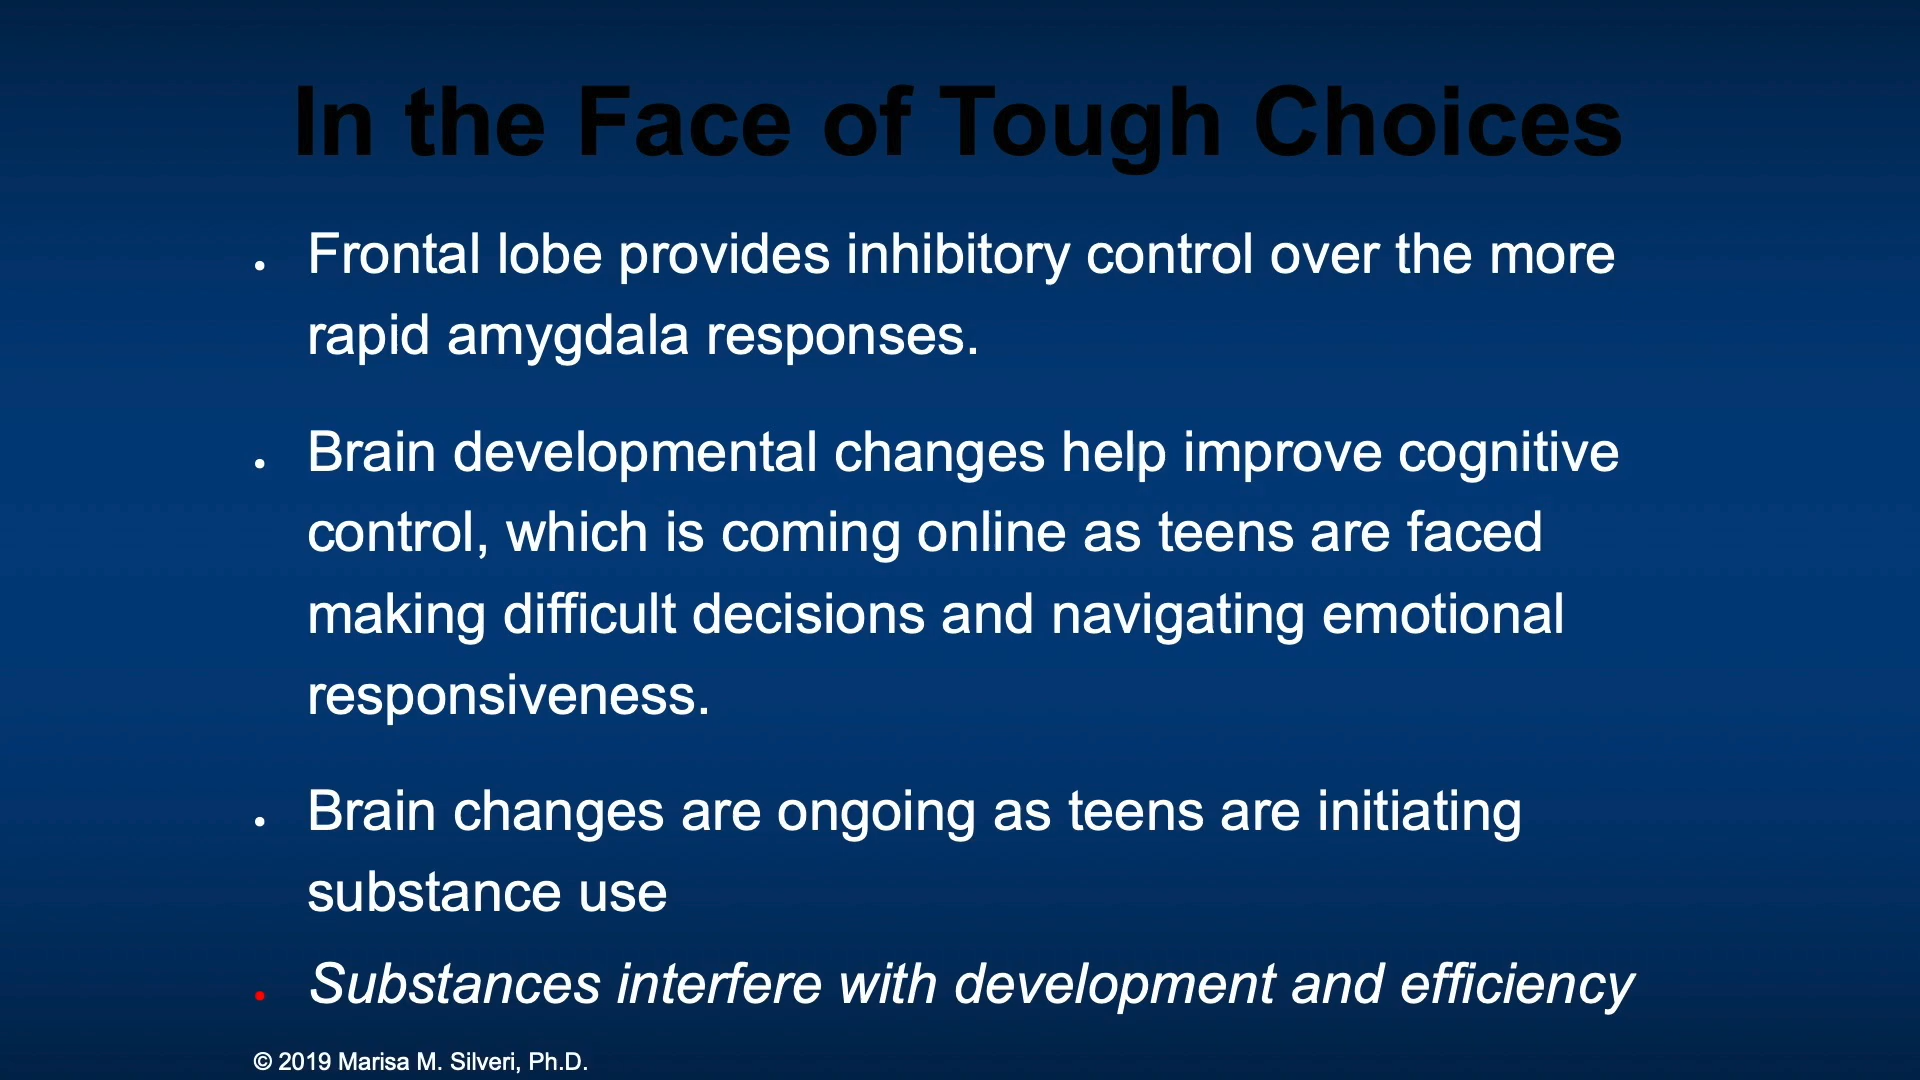 In the Face of Tough Choices
• Frontal lobe provides inhibitory control over the more
rapid amygdala responses.
• Brain developmental changes help improve cognitive
control, which is coming online as teens are faced
making difficult decisions and navigating emotional
responsiveness.
• Brain changes are ongoing as teens are initiating
substance use
• Substances interfere with development and efficiency
© 2019 Marisa M. Silveri, Ph.D.